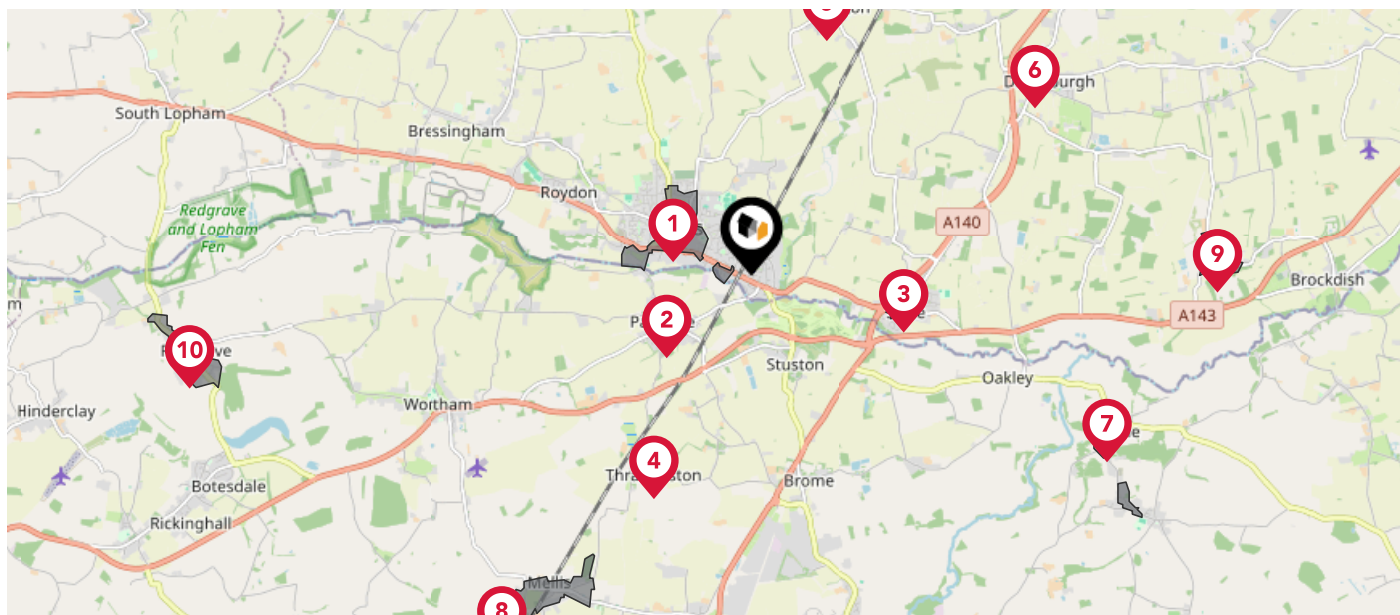 6
South Lopham
Bressingham
Roydon
1
Redgrave
and Lopham
Fen
A140
9
Brockdish
3
A143
2
10
Stuston
Oakley
Hinderclay
Wortham
7
4
Botesdale
Brome
Rickinghall
Mellis
8